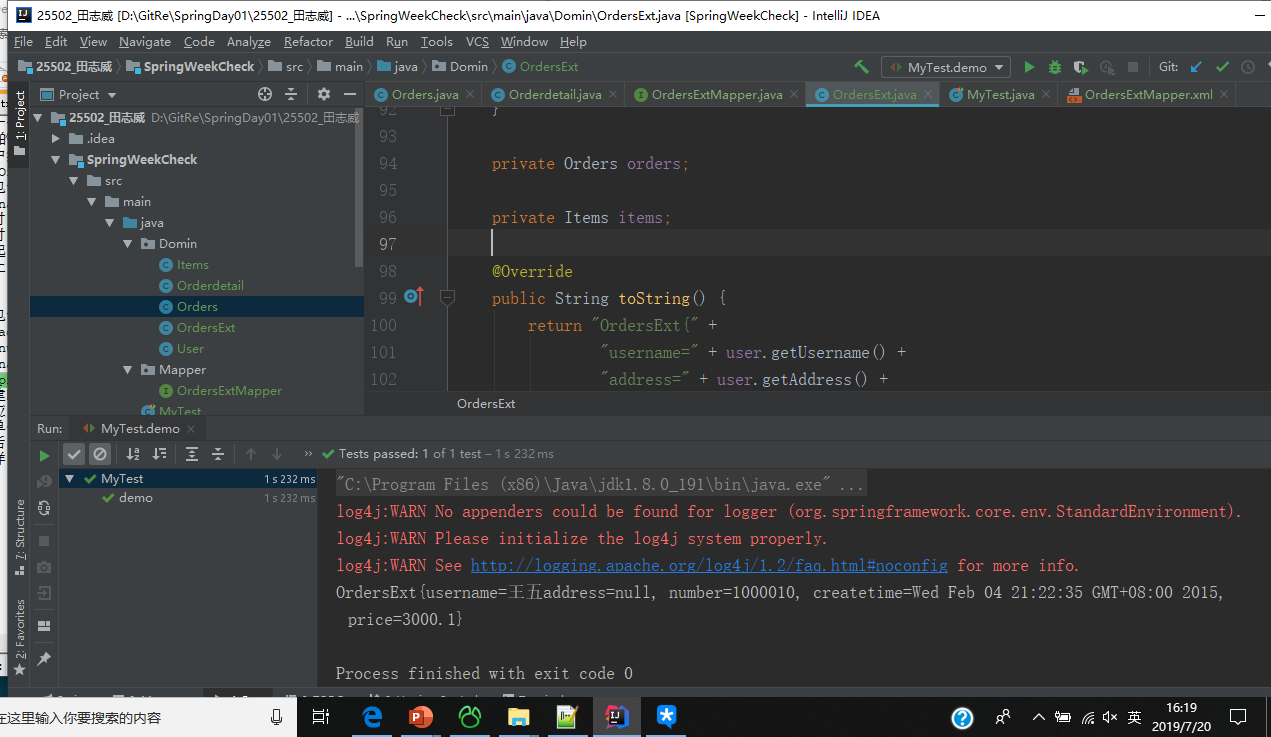 25502_田志威 [D:\GitRe\SpringDay01\25502_田志威] - ...\SpringWeekCheck\src\main\java\Domin\OrdersExt.java [SpringWeekCheck] - IntelliJ IDEA
File Edit View Navigate Code Analyze Refactor Build Run Tools VCS Window Help
25502_田志威 SpringWeekCheck src main java Domin OrdersExt MyTest.demo Git:
1: Project
Project
Orders.java Orderdetail.java OrdersExtMapper.java OrdersExt.java MyTest.java OrdersExtMapper.xml
25502_田志威 D:\GitRe\SpringDay01\25502_田志威
.idea
SpringWeekCheck
src
main
java
Domin
Items
Orderdetail
Orders
OrdersExt
User
Mapper
OrdersExtMapper
MyTest
92 }
93
94 private Orders orders;
95
96 private Items items;
97
98 @Override
99 public String toString() {
100 return "OrdersExt{" +
101 "username=" + user.getUsername() +
102 "address=" + user.getAddress() +
OrdersExt
Run: MyTest.demo
Tests passed: 1 of 1 test – 1 s 232 ms
MyTest 1 s 232 ms
demo 1 s 232 ms
7: Structure
2: Favorites
"C:\Program Files (x86)\Java\jdk1.8.0_191\bin\java.exe" ...
log4j:WARN No appenders could be found for logger (org.springframework.core.env.StandardEnvironment).
log4j:WARN Please initialize the log4j system properly.
log4j:WARN See http://logging.apache.org/log4j/1.2/faq.html#noconfig for more info.
OrdersExt{username=王五address=null, number=1000010, createtime=Wed Feb 04 21:22:35 GMT+08:00 2015,
price=3000.1}
Process finished with exit code 0
在这里输入你要搜索的内容
英
16:19
2019/7/20